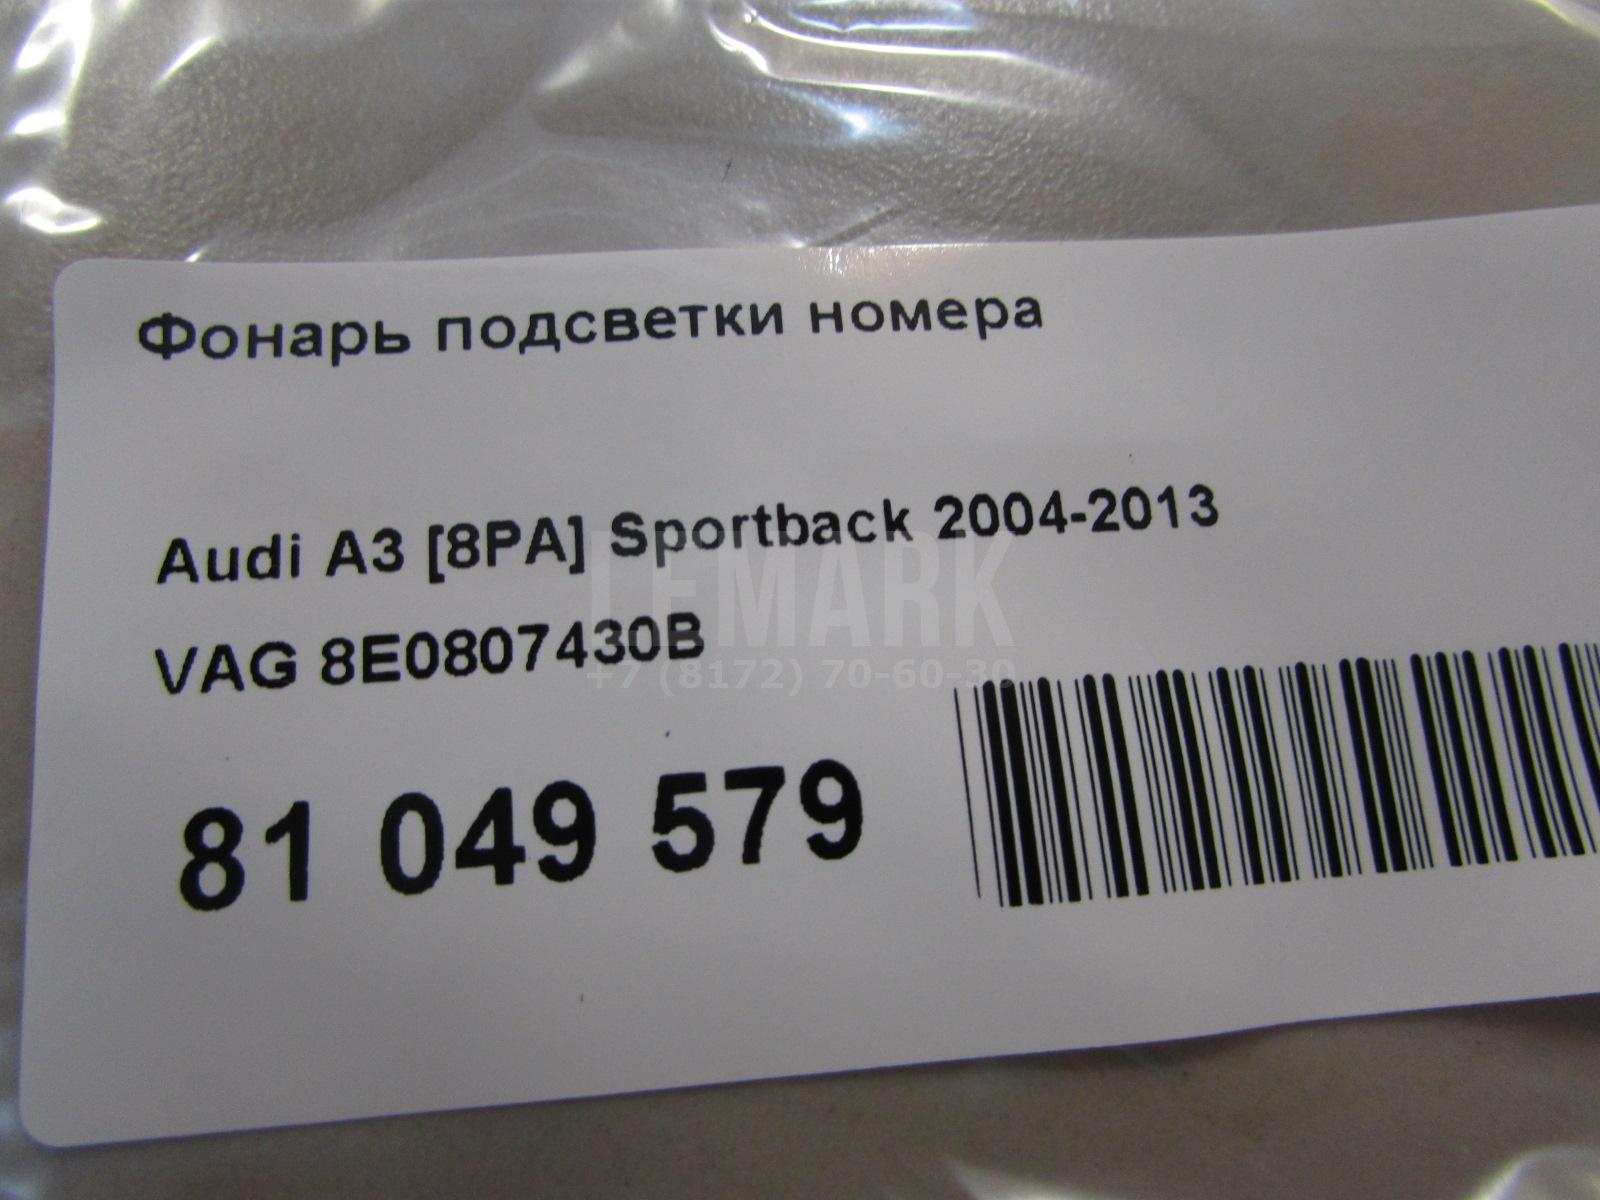 Фонарь подсветки номера
Audi A3 [8PA] Sportback 2004-2013
LEMARK
VAG 8E0807430B
+7 (8172) 70-60-30
81 049 579